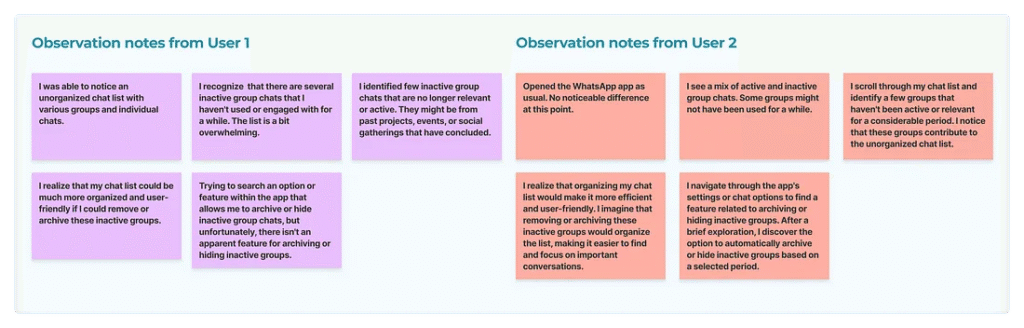 Observation notes from User 1
I was able to notice an
unorganized chat list with
various groups and individual
chats.
I recognize that there are several
inactive group chats that I
haven't used or engaged with for
a while. The list is a bit
overwhelming.
I identified few inactive group
chats that are no longer relevant
or active. They might be from
past projects, events, or social
gatherings that have concluded.
I realize that my chat list could be
much more organized and user-
friendly if I could remove or
archive these inactive groups.
Trying to search an option or
feature within the app that
allows me to archive or hide
inactive group chats, but
unfortunately, there isn't an
apparent feature for archiving or
hiding inactive groups.
Observation notes from User 2
Opened the WhatsApp app as
usual. No noticeable difference
at this point.
I see a mix of active and inactive
group chats. Some groups might
not have been used for a while.
I scroll through my chat list and
identify a few groups that
haven't been active or relevant
for a considerable period. I notice
that these groups contribute to
the unorganized chat list.
I realize that organizing my chat
list would make it more efficient
and user-friendly. I imagine that
removing or archiving these
inactive groups would organize
the list, making it easier to find
and focus on important
conversations.
I navigate through the app's
settings or chat options to find a
feature related to archiving or
hiding inactive groups. After a
brief exploration, I discover the
option to automatically archive
or hide inactive groups based on
a selected period.